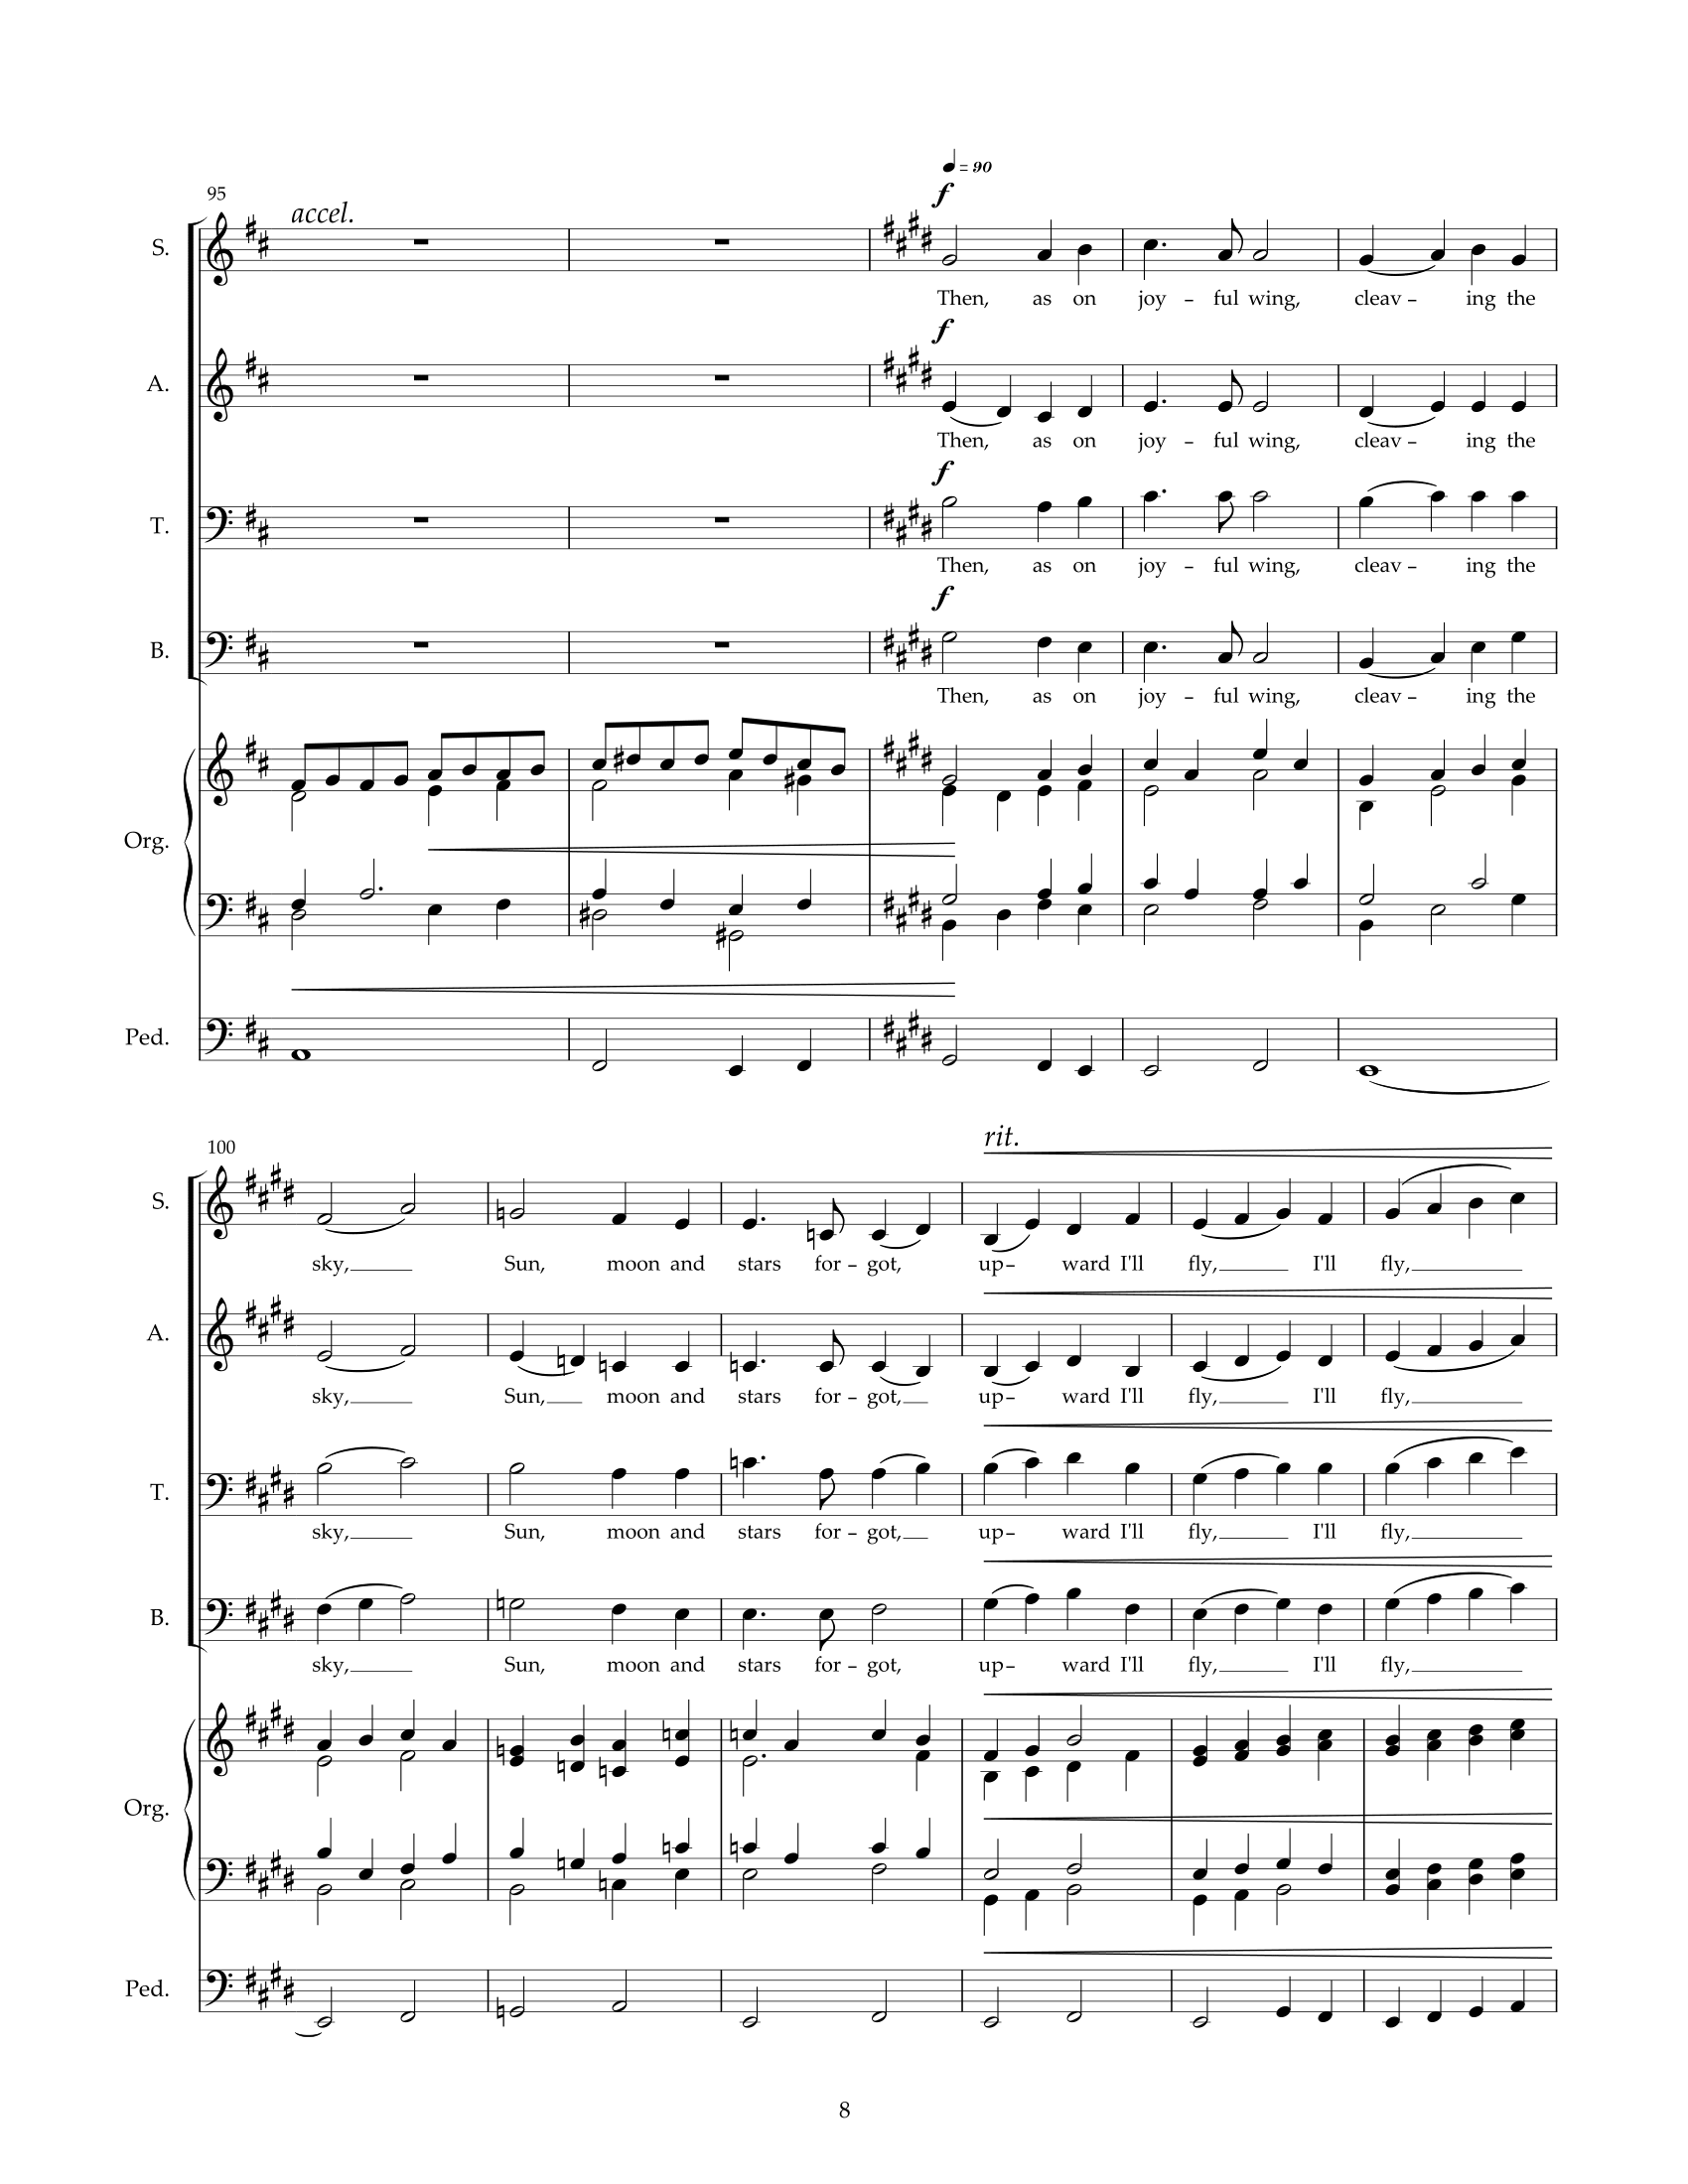 = 90
95
accel.
f
S.
Then, as on joy - ful wing, cleav - ing the
f
A.
Then, as on joy - ful wing, cleav - ing the
f
T.
Then, as on joy - ful wing, cleav - ing the
f
B.
Then, as on joy - ful wing, cleav - ing the
Org.
Ped.
100
rit.
S.
sky, Sun, moon and stars for - got, up - ward I'll fly, I'll fly,
A.
sky, Sun, moon and stars for - got, up - ward I'll fly, I'll fly,
T.
sky, Sun, moon and stars for - got, up - ward I'll fly, I'll fly,
B.
sky, Sun, moon and stars for - got, up - ward I'll fly, I'll fly,
Org.
Ped.
8